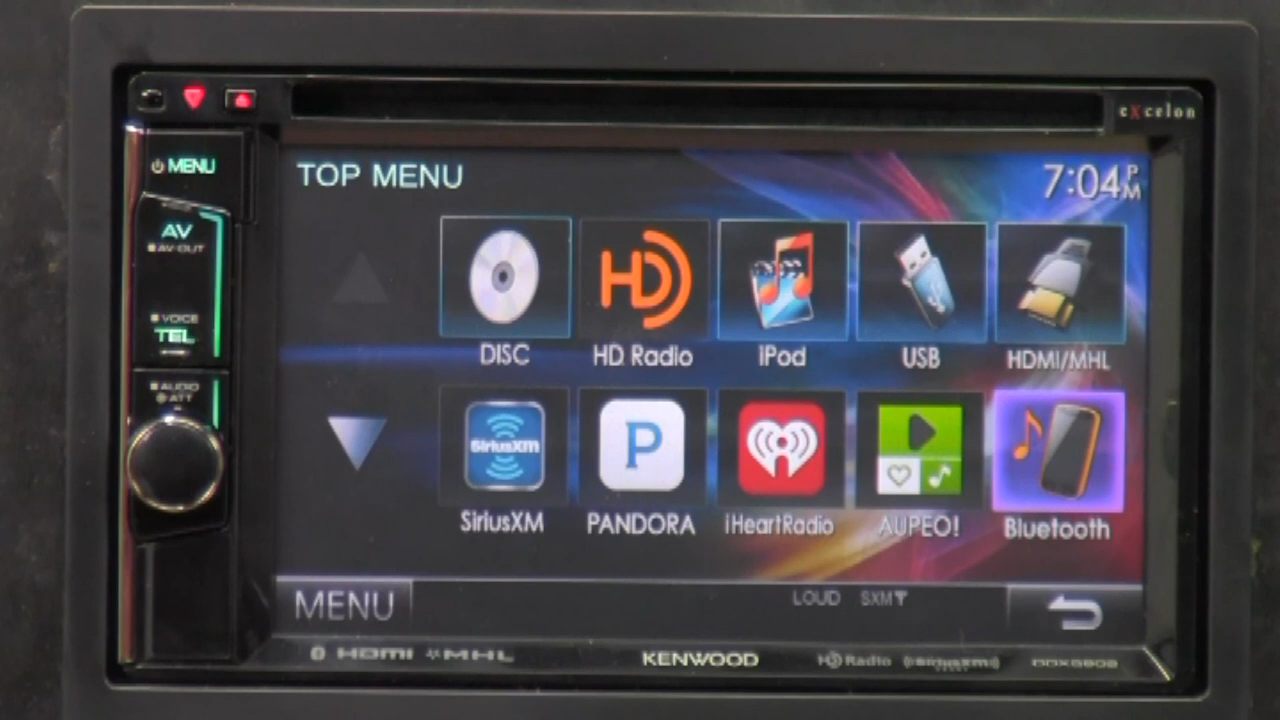 eXcelon
MENU
TOP MENU
7:04 PM
AV
AV OUT
VOICE
TEL
AUDIO
ATT
DISC
HD Radio
iPod
USB
HDMI/MHL
SiriusXM
P
SiriusXM
PANDORA
iHeartRadio
AUPEO!
Bluetooth
MENU
LOUD SXM
HDMI MHL
KENWOOD
HD Radio
(SiriusXM)